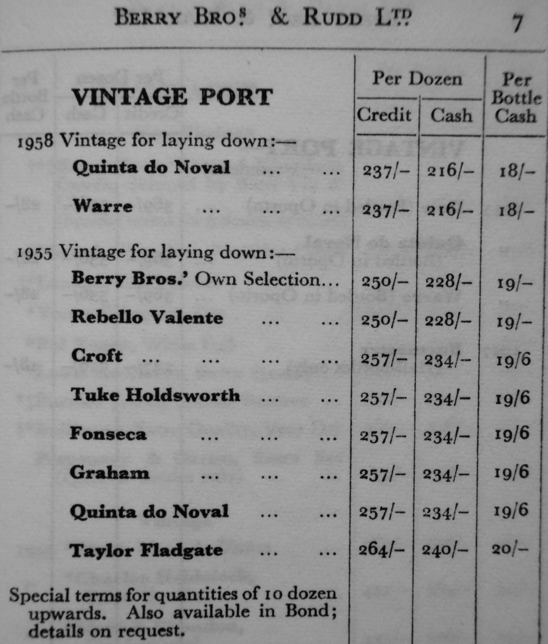 BERRY BROS. & RUDD LTD. 7
Per Dozen Per Bottle Cash
VINTAGE PORT Credit Cash
1958 Vintage for laying down:—
Quinta do Noval ... ... 237/– 216/– 18/–
Warre ... ... ... 237/– 216/– 18/–
1955 Vintage for laying down:—
Berry Bros.' Own Selection... 250/– 228/– 19/–
Rebello Valente ... ... 250/– 228/– 19/–
Croft ... ... ... ... 257/– 234/– 19/6
Tuke Holdsworth ... ... 257/– 234/– 19/6
Fonseca ... ... ... 257/– 234/– 19/6
Graham ... ... ... 257/– 234/– 19/6
Quinta do Noval ... ... 257/– 234/– 19/6
Taylor Fladgate ... ... 264/– 240/– 20/–
Special terms for quantities of 10 dozen
upwards. Also available in Bond;
details on request.